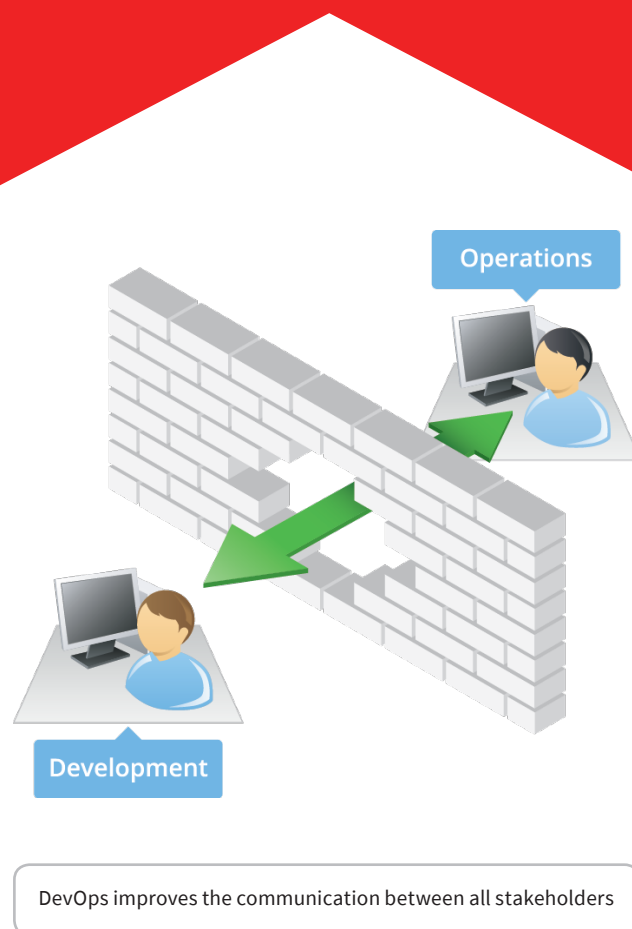 Operations
Development
DevOps improves the communication between all stakeholders